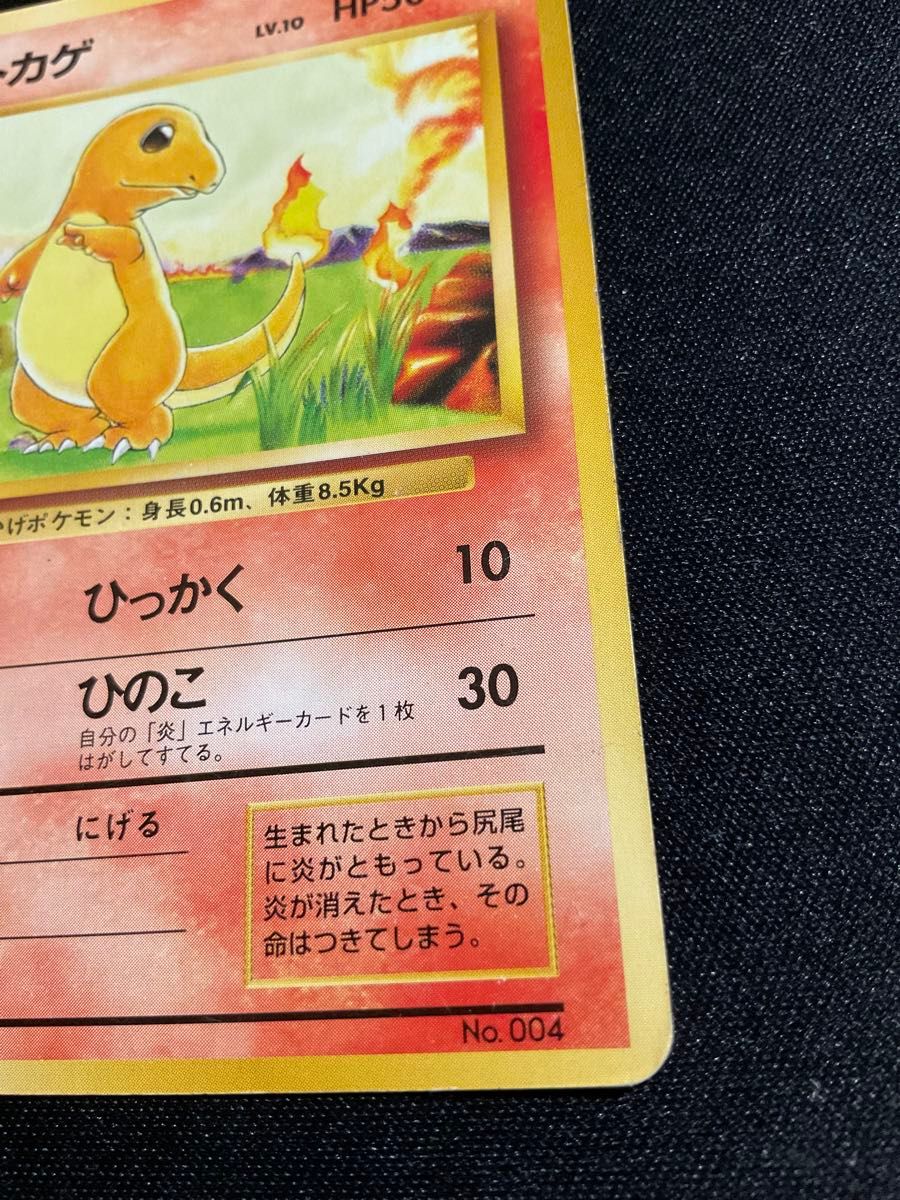 トカゲ LV.10 HP50
かげポケモン：身長0.6m、体重8.5Kg
ひっかく 10
ひのこ 30
自分の「炎」エネルギーカードを1枚
はがしてすてる。
にげる
生まれたときから尻尾
に炎がともっている。
炎が消えたとき、その
命はつきてしまう。
No. 004